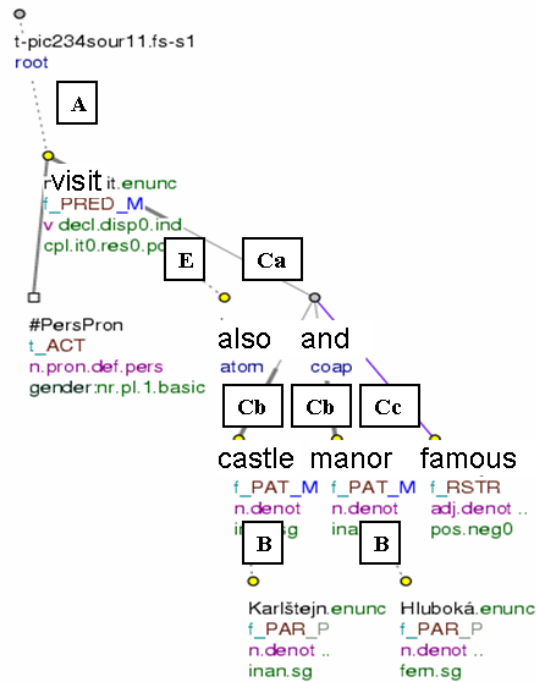 t-pic234sour11.fs-s1
root
A
visit it.enunc
f_PRED_M
v decl.disp0.ind
cpl.it0.res0.po
E Ca
#PersPron
t_ACT
n.pron.def.pers
gender:nr.pl.1.basic
also and
atom coap
Cb Cb Cc
castle manor famous
f_PAT_M f_PAT_M f_RSTR
n.denot n.denot adj.denot ..
sg ina pos.neg0
B B
Karlštejn.enunc Hluboká.enunc
f_PAR_P f_PAR_P
n.denot .. n.denot ..
inan.sg fem.sg